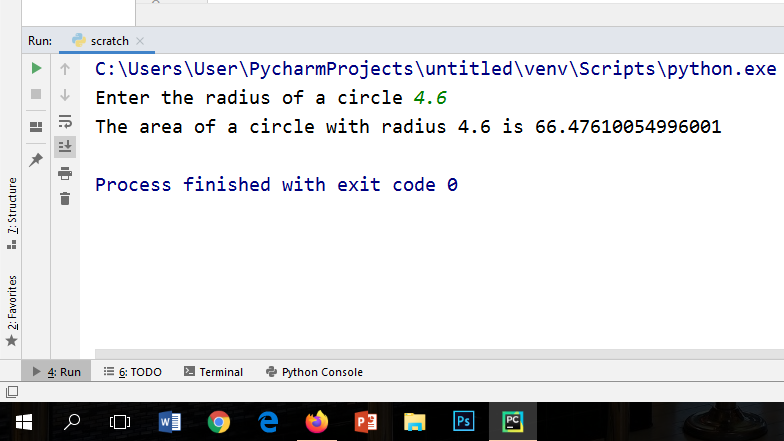 Run: scratch
C:\Users\User\PycharmProjects\untitled\venv\Scripts\python.exe
Enter the radius of a circle 4.6
The area of a circle with radius 4.6 is 66.47610054996001
Process finished with exit code 0
7: Structure
2: Favorites
4: Run 6: TODO Terminal Python Console
W P Ps PC